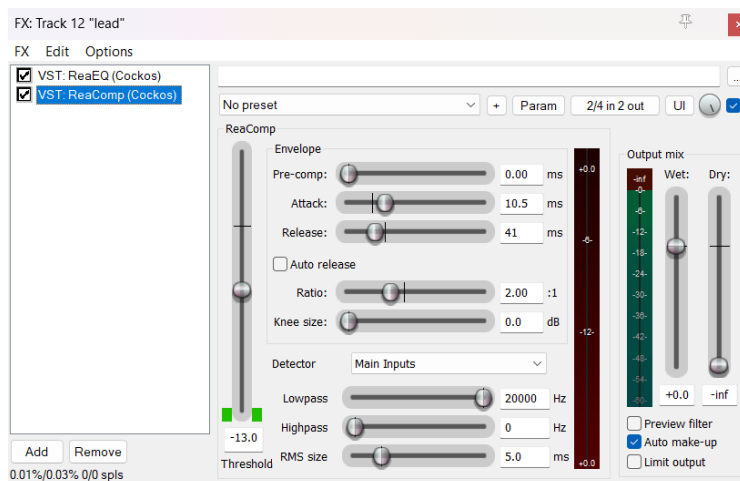 FX: Track 12 "lead"
FX Edit Options
VST: ReaEQ (Cockos)
VST: ReaComp (Cockos)
...
No preset + Param 2/4 in 2 out UI
ReaComp
Envelope
Pre-comp: 0.00 ms
Attack: 10.5 ms
Release: 41 ms
Auto release
Ratio: 2.00 :1
Knee size: 0.0 dB
Detector Main Inputs
Lowpass 20000 Hz
Highpass 0 Hz
RMS size 5.0 ms
-13.0
Threshold
+0.0
-6-
-12-
+0.0
Output mix
Wet: Dry:
-inf
-0-
-6-
-12-
-18-
-24-
-30-
-36-
-42-
-48-
-54-
-60-
+0.0 -inf
Preview filter
Auto make-up
Limit output
Add Remove
0.01%/0.03% 0/0 spls